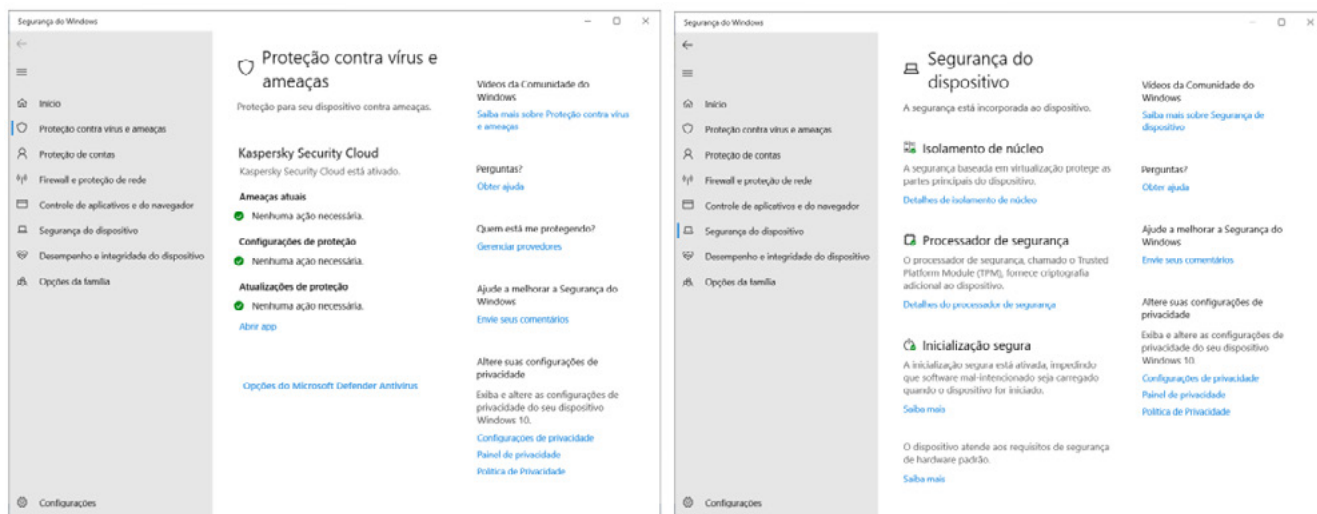 Segurança do Windows
Início
Proteção contra vírus e ameaças
Proteção de contas
Firewall e proteção de rede
Controle de aplicativos e do navegador
Segurança do dispositivo
Desempenho e integridade do dispositivo
Opções da família
Configurações
Proteção contra vírus e
ameaças
Proteção para seu dispositivo contra ameaças.
Kaspersky Security Cloud
Kaspersky Security Cloud está ativado.
Ameaças atuais
Nenhuma ação necessária.
Configurações de proteção
Nenhuma ação necessária.
Atualizações de proteção
Nenhuma ação necessária.
Abrir app
Opções do Microsoft Defender Antivírus
Vídeos da Comunidade do
Windows
Saiba mais sobre Proteção contra vírus
e ameaças
Perguntas?
Obter ajuda
Quem está me protegendo?
Gerenciar provedores
Ajude a melhorar a Segurança do
Windows
Envie seus comentários
Altere suas configurações de
privacidade
Exiba e altere as configurações de
privacidade do seu dispositivo
Windows 10.
Configurações de privacidade
Painel de privacidade
Política de Privacidade
Segurança do Windows
Início
Proteção contra vírus e ameaças
Proteção de contas
Firewall e proteção de rede
Controle de aplicativos e do navegador
Segurança do dispositivo
Desempenho e integridade do dispositivo
Opções da família
Configurações
Segurança do
dispositivo
A segurança está incorporada ao dispositivo.
Isolamento de núcleo
A segurança baseada em virtualização protege as
partes principais do dispositivo.
Detalhes de isolamento de núcleo
Processador de segurança
O processador de segurança, chamado o Trusted
Platform Module (TPM), fornece criptografia
adicional ao dispositivo.
Detalhes do processador de segurança
Inicialização segura
A inicialização segura está ativada, impedindo
que software mal-intencionado seja carregado
quando o dispositivo for iniciado.
Saiba mais
O dispositivo atende aos requisitos de segurança
de hardware padrão.
Saiba mais
Vídeos da Comunidade do
Windows
Saiba mais sobre Segurança de
dispositivo
Perguntas?
Obter ajuda
Ajude a melhorar a Segurança do
Windows
Envie seus comentários
Altere suas configurações de
privacidade
Exiba e altere as configurações de
privacidade do seu dispositivo
Windows 10.
Configurações de privacidade
Painel de privacidade
Política de Privacidade